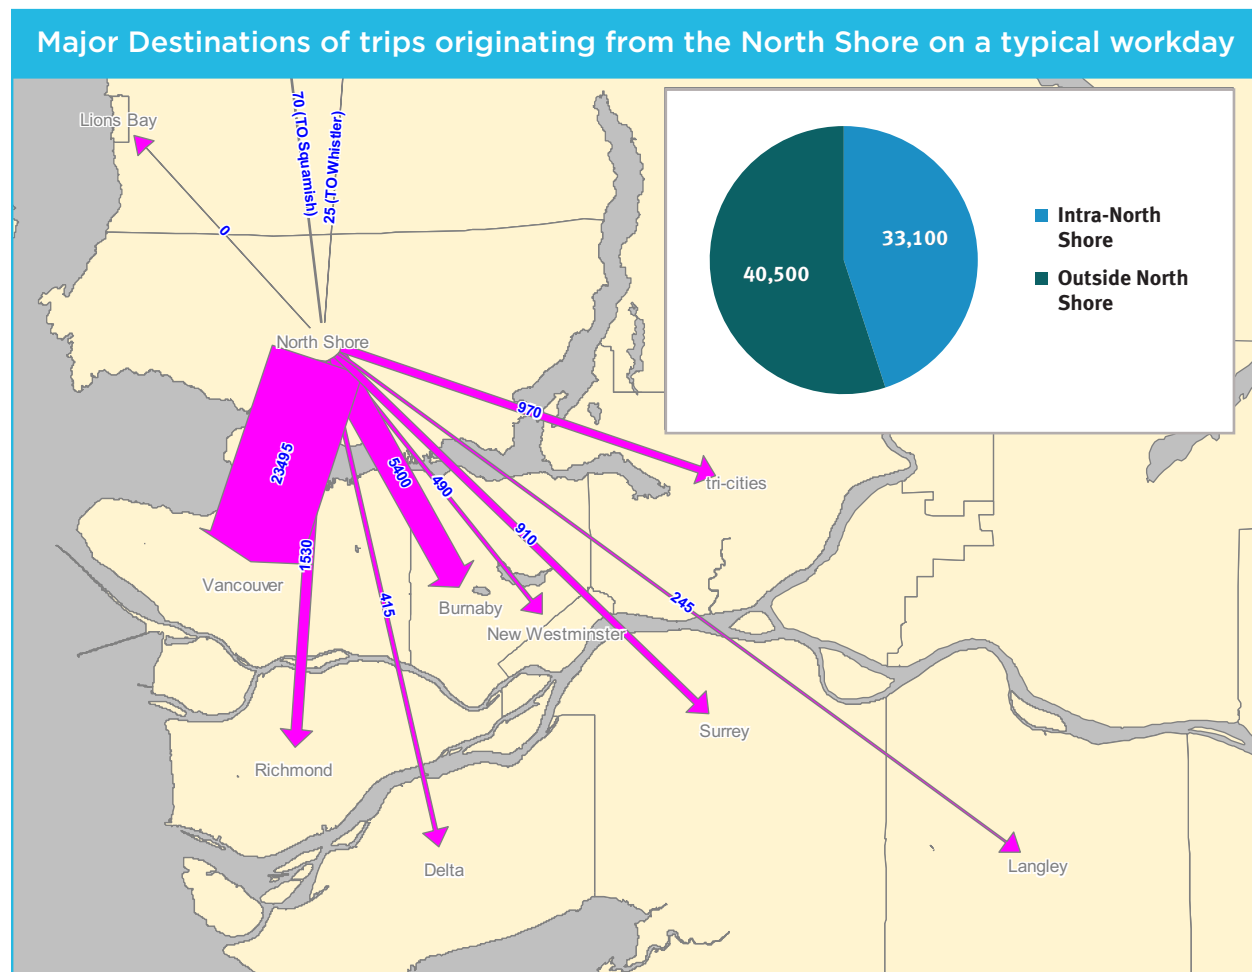 Major Destinations of trips originating from the North Shore on a typical workday
Lions Bay
70 (TO Squamish)
25 (TO Whistler)
0
33,100
40,500
Intra-North
Shore
Outside North
Shore
North Shore
970
tri-cities
23495
5400
490
910
1530
Vancouver
415
Burnaby
245
New Westminster
Surrey
Richmond
Delta
Langley